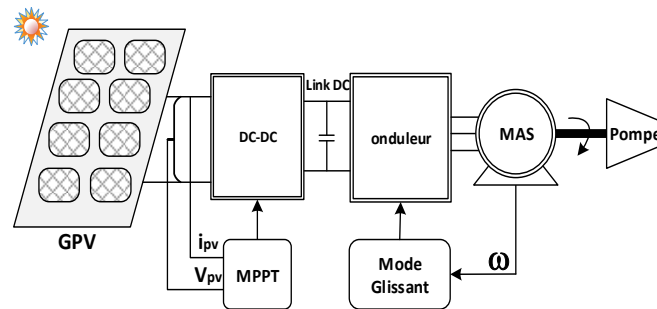 Link DC
DC-DC
onduleur
MAS
Pompe
GPV
ipv
Vpv
MPPT
Mode
Glissant
ω